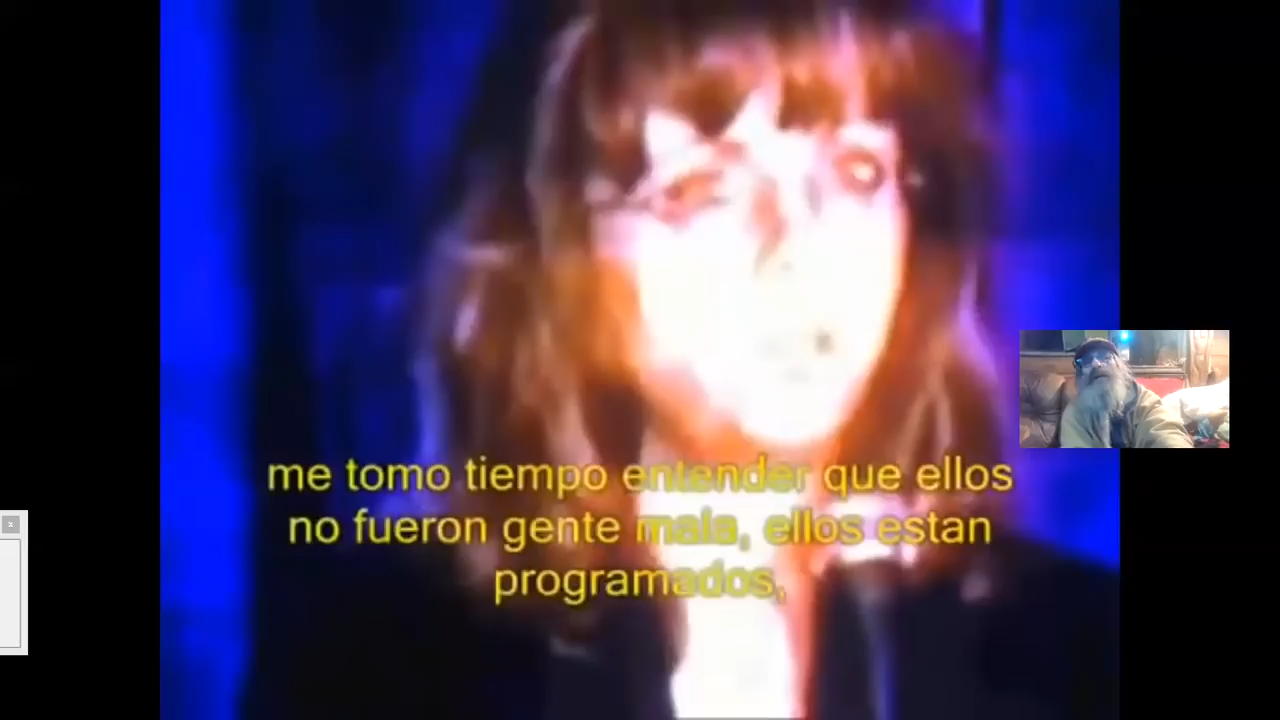 me tomo tiempo entender que ellos
no fueron gente mala, ellos estan
programados,
x